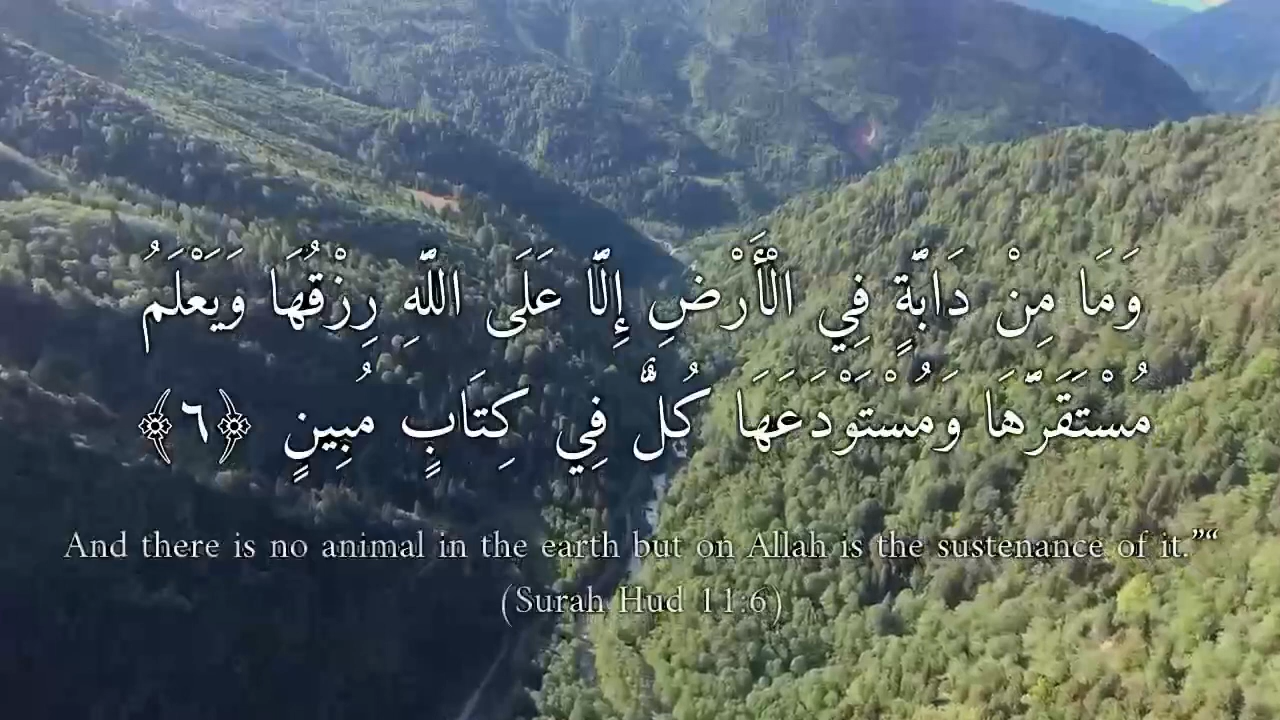 وَمَا مِنْ دَابَّةٍ فِي الْأَرْضِ إِلَّا عَلَى اللَّهِ رِزْقُهَا وَيَعْلَمُ
مُسْتَقَرَّهَا وَمُسْتَوْدَعَهَا كُلٌّ فِي كِتَابٍ مُبِينٍ ﴿٦﴾
And there is no animal in the earth but on Allah is the sustenance of it.”“
(Surah Hud 11:6)